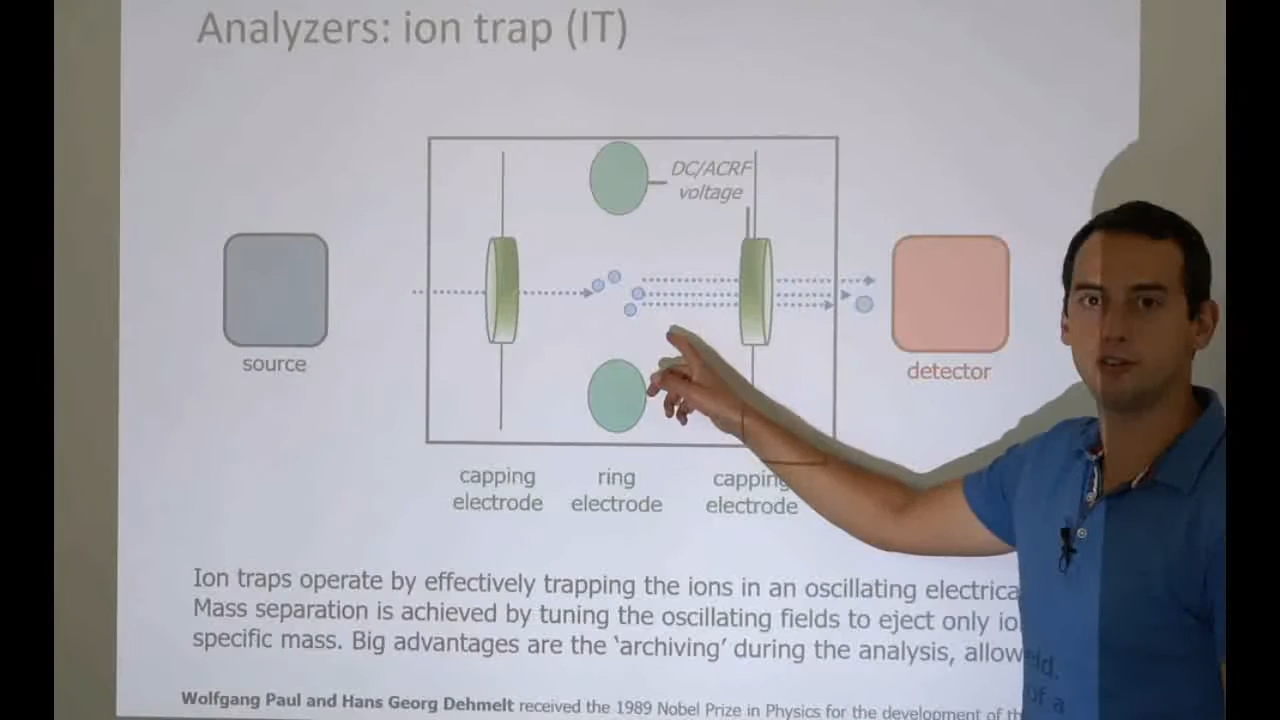 Analyzers: ion trap (IT)
DC/ACRF
voltage
source
detector
capping
electrode
ring
electrode
capping
electrode
Ion traps operate by effectively trapping the ions in an oscillating electrica
Mass separation is achieved by tuning the oscillating fields to eject only io
specific mass. Big advantages are the ‘archiving’ during the analysis, allow
eld.
of a
Wolfgang Paul and Hans Georg Dehmelt received the 1989 Nobel Prize in Physics for the development of th